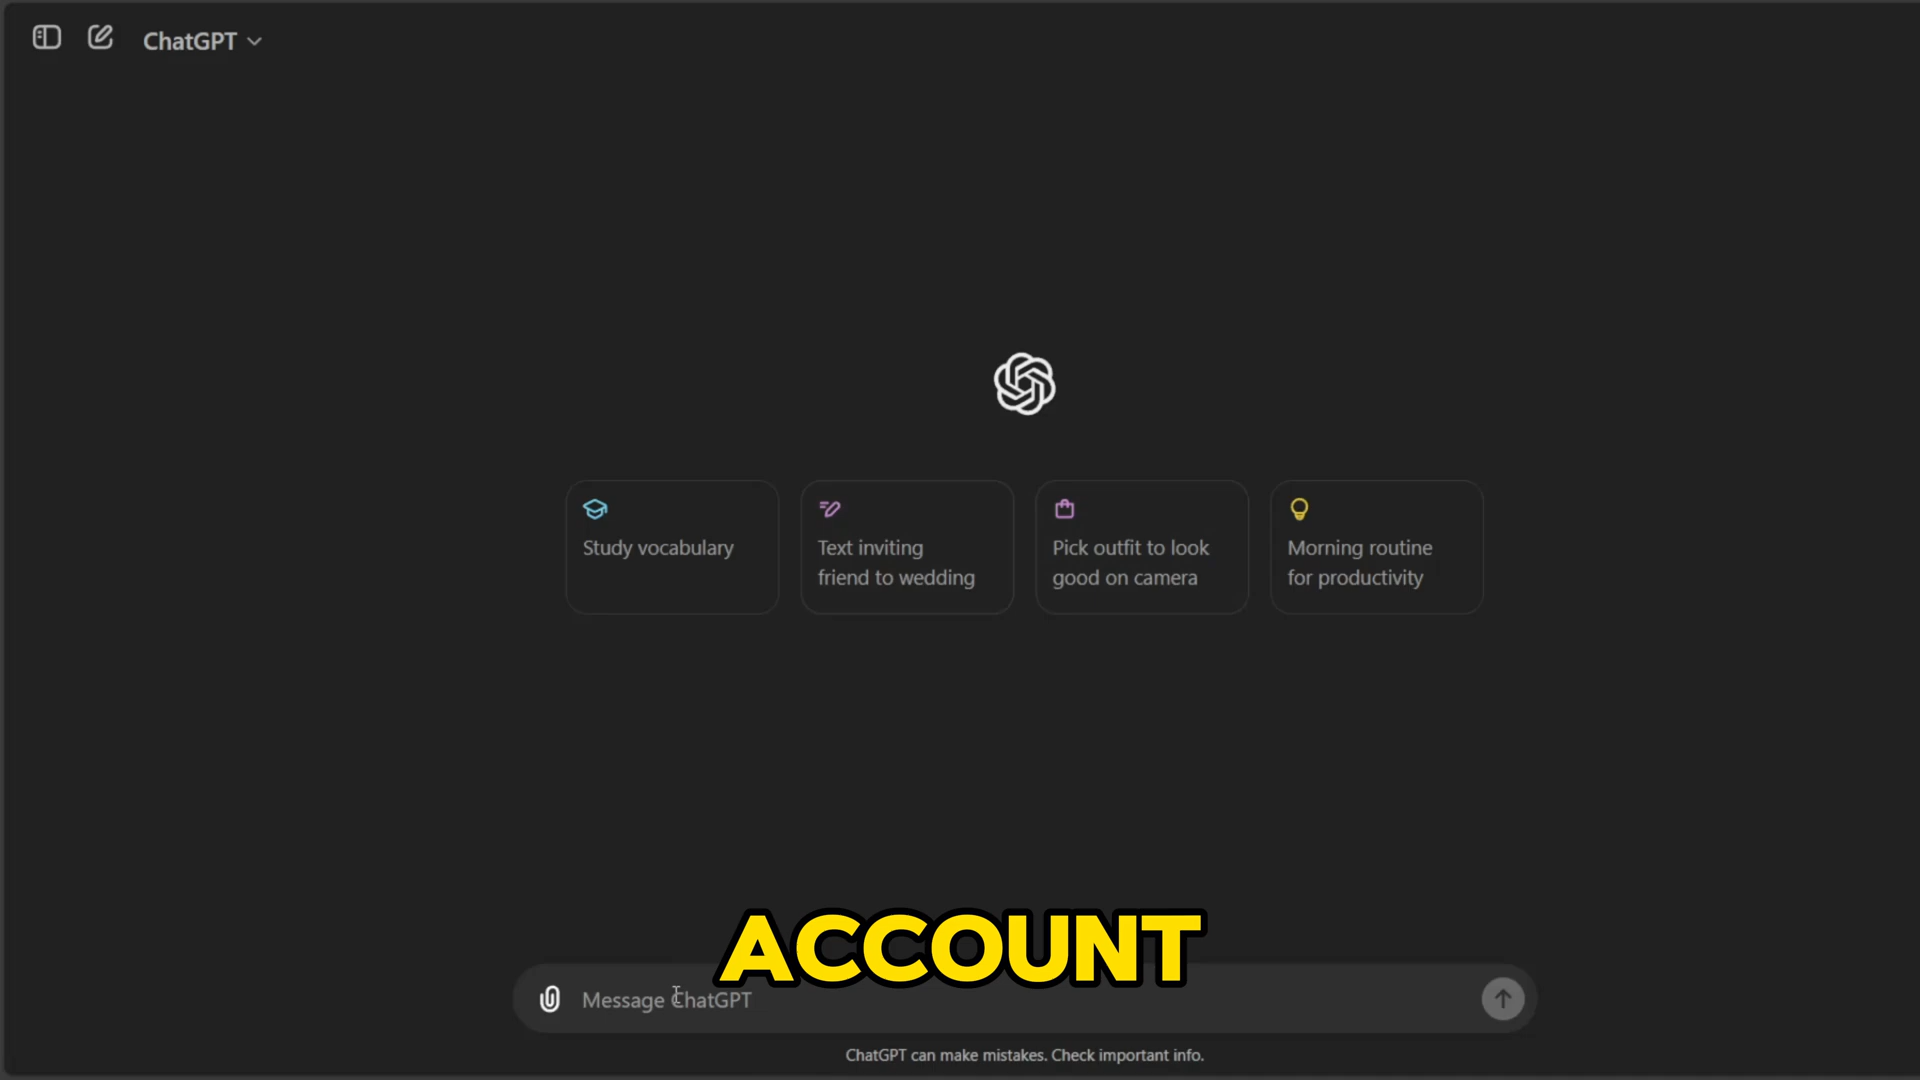 ChatGPT
Study vocabulary
Text inviting
friend to wedding
Pick outfit to look
good on camera
Morning routine
for productivity
ACCOUNT
Message ChatGPT
ChatGPT can make mistakes. Check important info.